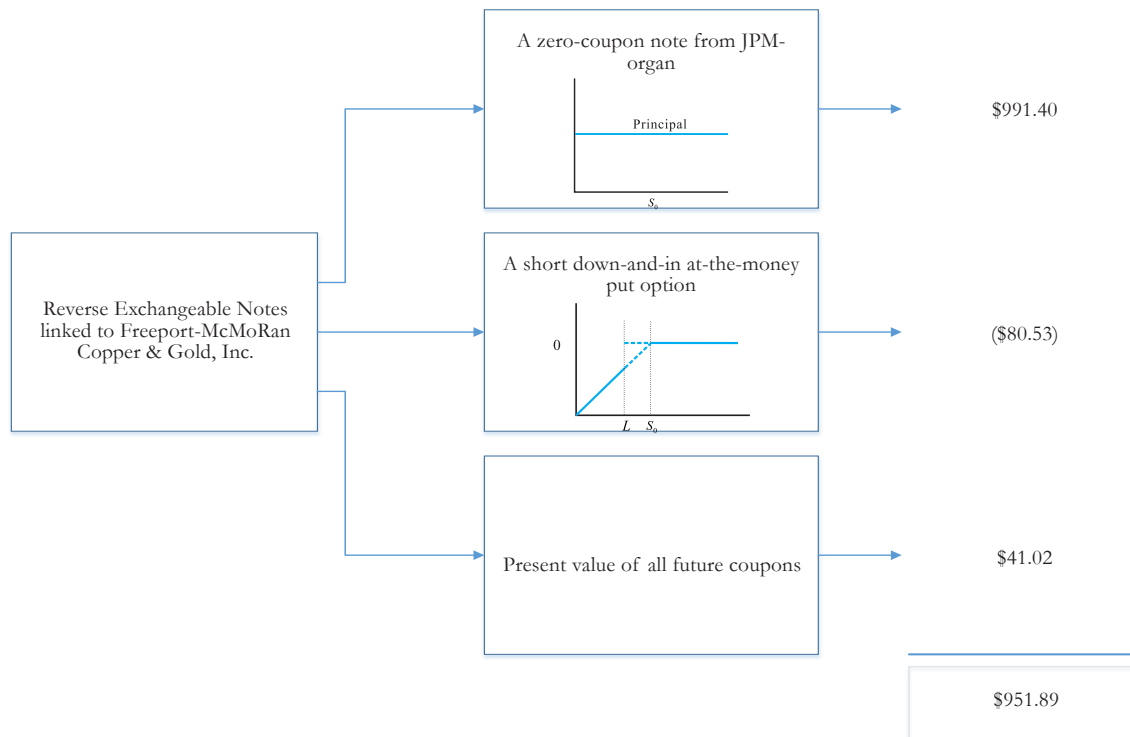 A zero-coupon note from JPM-
organ
Principal
S₀
$991.40
Reverse Exchangeable Notes
linked to Freeport-McMoRan
Copper & Gold, Inc.
A short down-and-in at-the-money
put option
0
L S₀
($80.53)
Present value of all future coupons
$41.02
$951.89